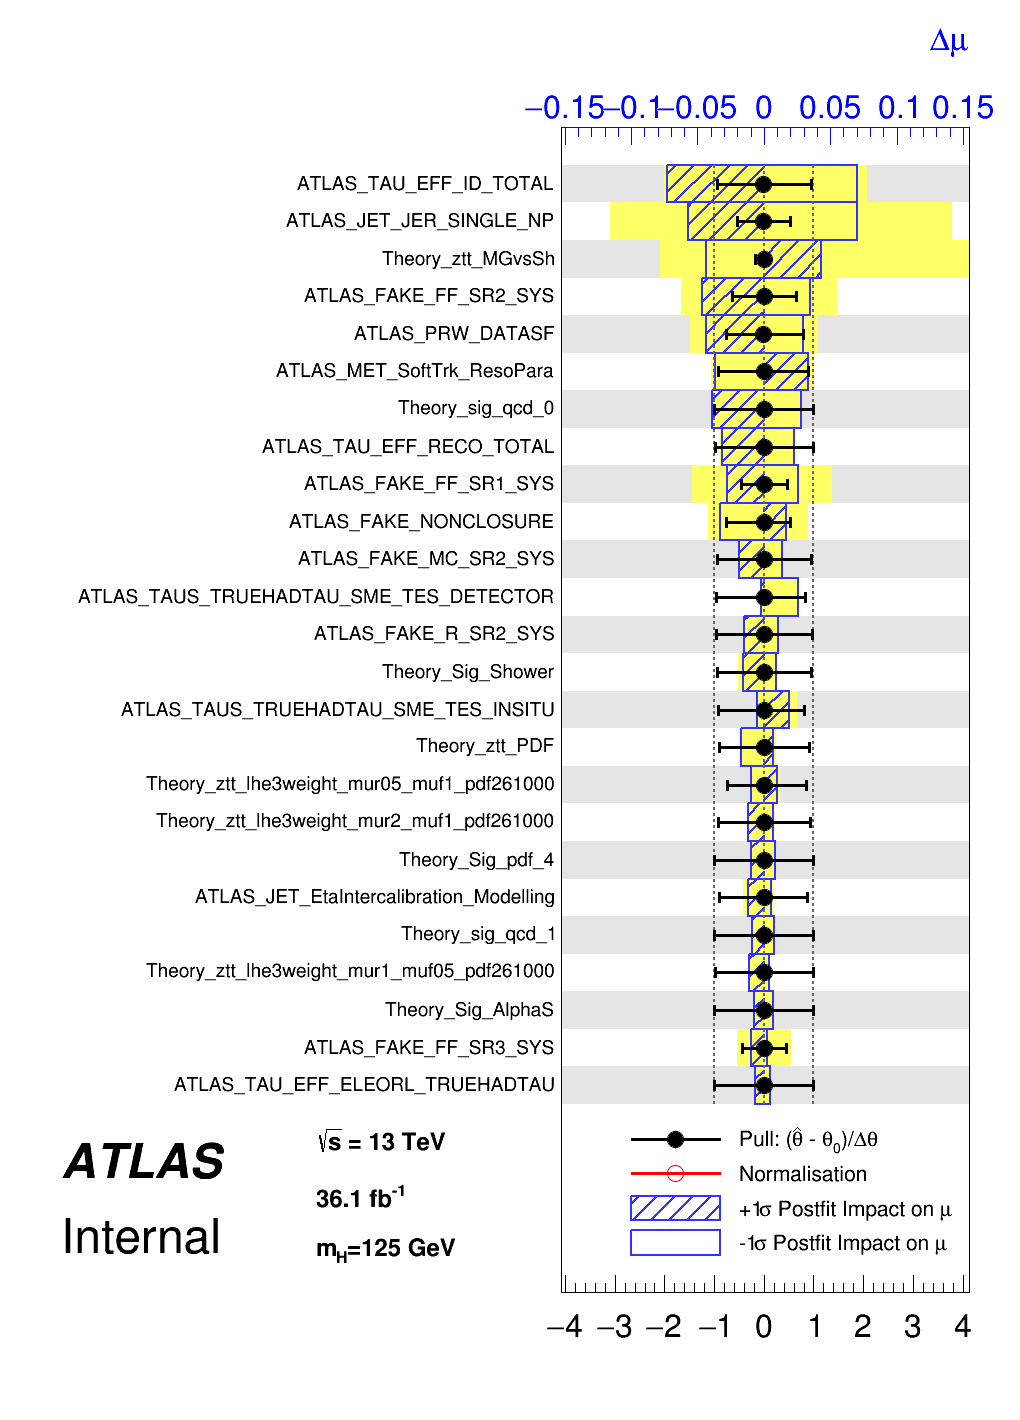 Δμ
−0.15 −0.1 −0.05 0 0.05 0.1 0.15
ATLAS_TAU_EFF_ID_TOTAL
ATLAS_JET_JER_SINGLE_NP
Theory_ztt_MGvsSh
ATLAS_FAKE_FF_SR2_SYS
ATLAS_PRW_DATASF
ATLAS_MET_SoftTrk_ResoPara
Theory_sig_qcd_0
ATLAS_TAU_EFF_RECO_TOTAL
ATLAS_FAKE_FF_SR1_SYS
ATLAS_FAKE_NONCLOSURE
ATLAS_FAKE_MC_SR2_SYS
ATLAS_TAUS_TRUEHADTAU_SME_TES_DETECTOR
ATLAS_FAKE_R_SR2_SYS
Theory_Sig_Shower
ATLAS_TAUS_TRUEHADTAU_SME_TES_INSITU
Theory_ztt_PDF
Theory_ztt_lhe3weight_mur05_muf1_pdf261000
Theory_ztt_lhe3weight_mur2_muf1_pdf261000
Theory_Sig_pdf_4
ATLAS_JET_EtaIntercalibration_Modelling
Theory_sig_qcd_1
Theory_ztt_lhe3weight_mur1_muf05_pdf261000
Theory_Sig_AlphaS
ATLAS_FAKE_FF_SR3_SYS
ATLAS_TAU_EFF_ELEORL_TRUEHADTAU
ATLAS
Internal
√s = 13 TeV
36.1 fb⁻¹
m_H=125 GeV
Pull: (θ̂ - θ₀)/Δθ
Normalisation
+1σ Postfit Impact on μ
-1σ Postfit Impact on μ
−4 −3 −2 −1 0 1 2 3 4